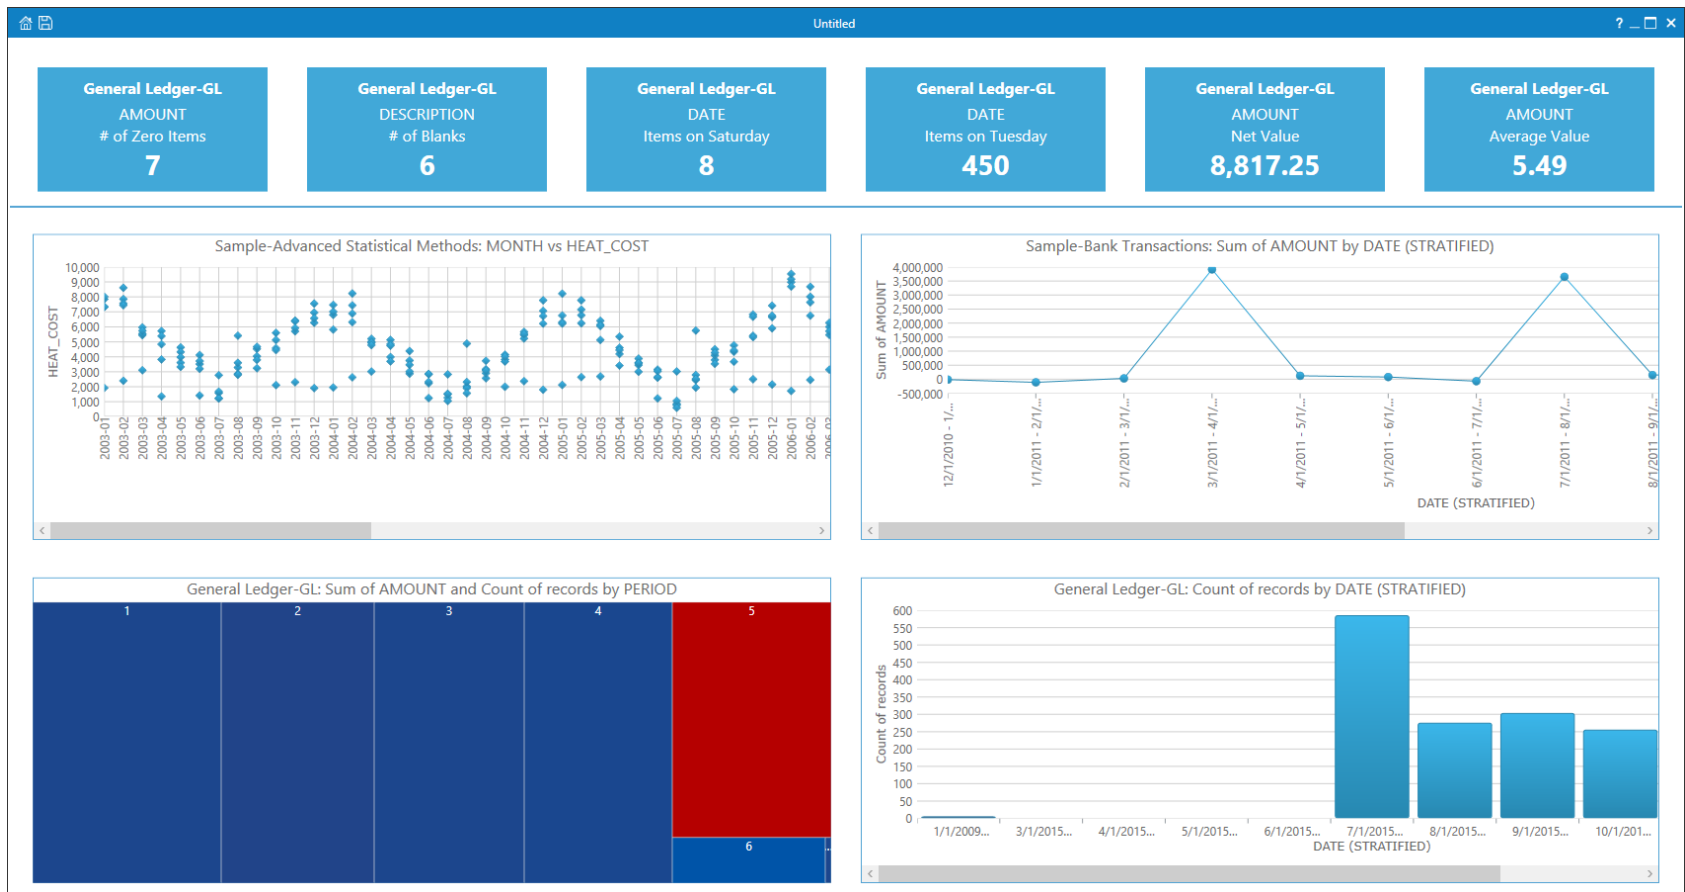 Untitled
?
General Ledger-GL
AMOUNT
# of Zero Items
7
General Ledger-GL
DESCRIPTION
# of Blanks
6
General Ledger-GL
DATE
Items on Saturday
8
General Ledger-GL
DATE
Items on Tuesday
450
General Ledger-GL
AMOUNT
Net Value
8,817.25
General Ledger-GL
AMOUNT
Average Value
5.49
Sample-Advanced Statistical Methods: MONTH vs HEAT_COST
HEAT_COST
10,000
9,000
8,000
7,000
6,000
5,000
4,000
3,000
2,000
1,000
0
2003-01
2003-02
2003-03
2003-04
2003-05
2003-06
2003-07
2003-08
2003-09
2003-10
2003-11
2003-12
2004-01
2004-02
2004-03
2004-04
2004-05
2004-06
2004-07
2004-08
2004-09
2004-10
2004-11
2004-12
2005-01
2005-02
2005-03
2005-04
2005-05
2005-06
2005-07
2005-08
2005-09
2005-10
2005-11
2005-12
2006-01
2006-02
Sample-Bank Transactions: Sum of AMOUNT by DATE (STRATIFIED)
Sum of AMOUNT
4,000,000
3,500,000
3,000,000
2,500,000
2,000,000
1,500,000
1,000,000
500,000
0
-500,000
12/1/2010 - 1/...
1/1/2011 - 2/1/...
2/1/2011 - 3/1/...
3/1/2011 - 4/1/...
4/1/2011 - 5/1/...
5/1/2011 - 6/1/...
6/1/2011 - 7/1/...
7/1/2011 - 8/1/...
8/1/2011 - 9/1/...
DATE (STRATIFIED)
General Ledger-GL: Sum of AMOUNT and Count of records by PERIOD
1
2
3
4
5
6
...
General Ledger-GL: Count of records by DATE (STRATIFIED)
Count of records
600
550
500
450
400
350
300
250
200
150
100
50
0
1/1/2009...
3/1/2015...
4/1/2015...
5/1/2015...
6/1/2015...
7/1/2015...
8/1/2015...
9/1/2015...
10/1/201...
DATE (STRATIFIED)